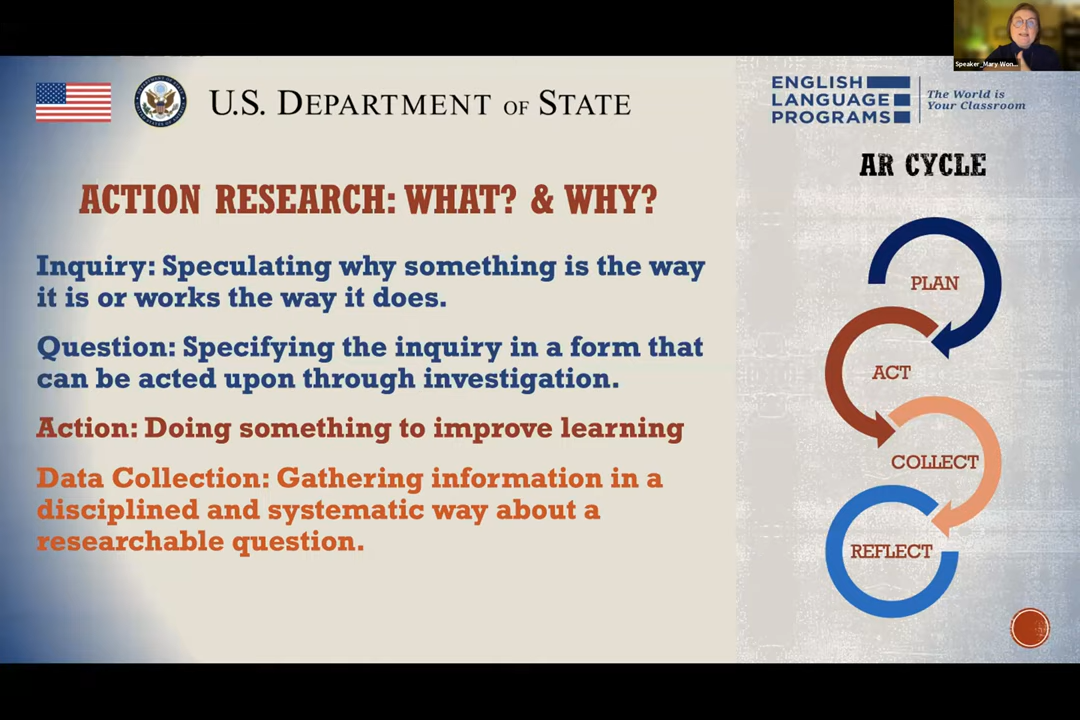 Speaker_Mary Won...
U.S. DEPARTMENT OF STATE
ENGLISH
LANGUAGE
PROGRAMS
The World is
Your Classroom
ACTION RESEARCH: WHAT? & WHY?
Inquiry: Speculating why something is the way
it is or works the way it does.
Question: Specifying the inquiry in a form that
can be acted upon through investigation.
Action: Doing something to improve learning
Data Collection: Gathering information in a
disciplined and systematic way about a
researchable question.
AR CYCLE
PLAN
ACT
COLLECT
REFLECT